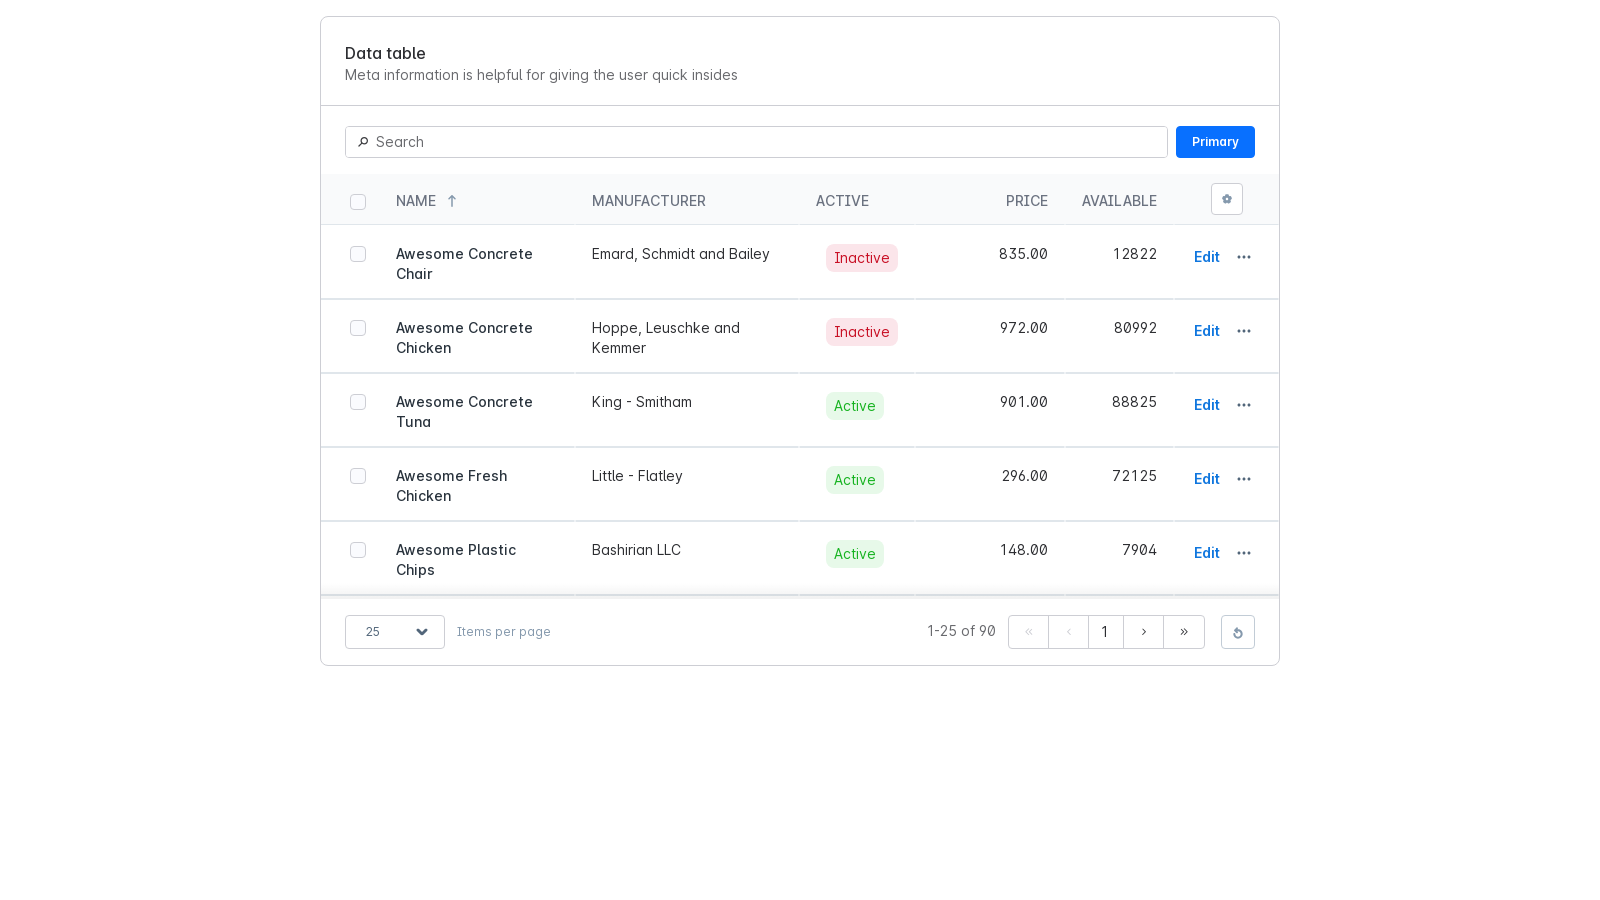 Data table
Meta information is helpful for giving the user quick insides
Search
Primary
NAME MANUFACTURER ACTIVE PRICE AVAILABLE
Awesome Concrete Emard, Schmidt and Bailey Inactive 835.00 12822 Edit
Chair
Awesome Concrete Hoppe, Leuschke and Inactive 972.00 80992 Edit
Chicken Kemmer
Awesome Concrete King - Smitham Active 901.00 88825 Edit
Tuna
Awesome Fresh Little - Flatley Active 296.00 72125 Edit
Chicken
Awesome Plastic Bashirian LLC Active 148.00 7904 Edit
Chips
25 Items per page 1-25 of 90 « ‹ 1 › »